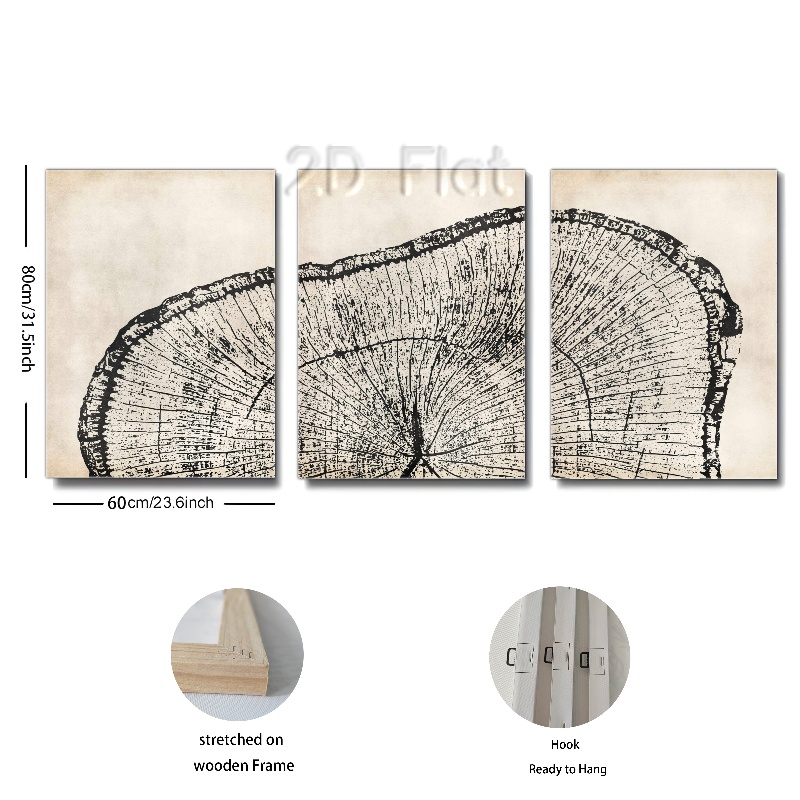 2D Flat
80cm/31.5inch
60cm/23.6inch
stretched on
wooden Frame
Hook
Ready to Hang